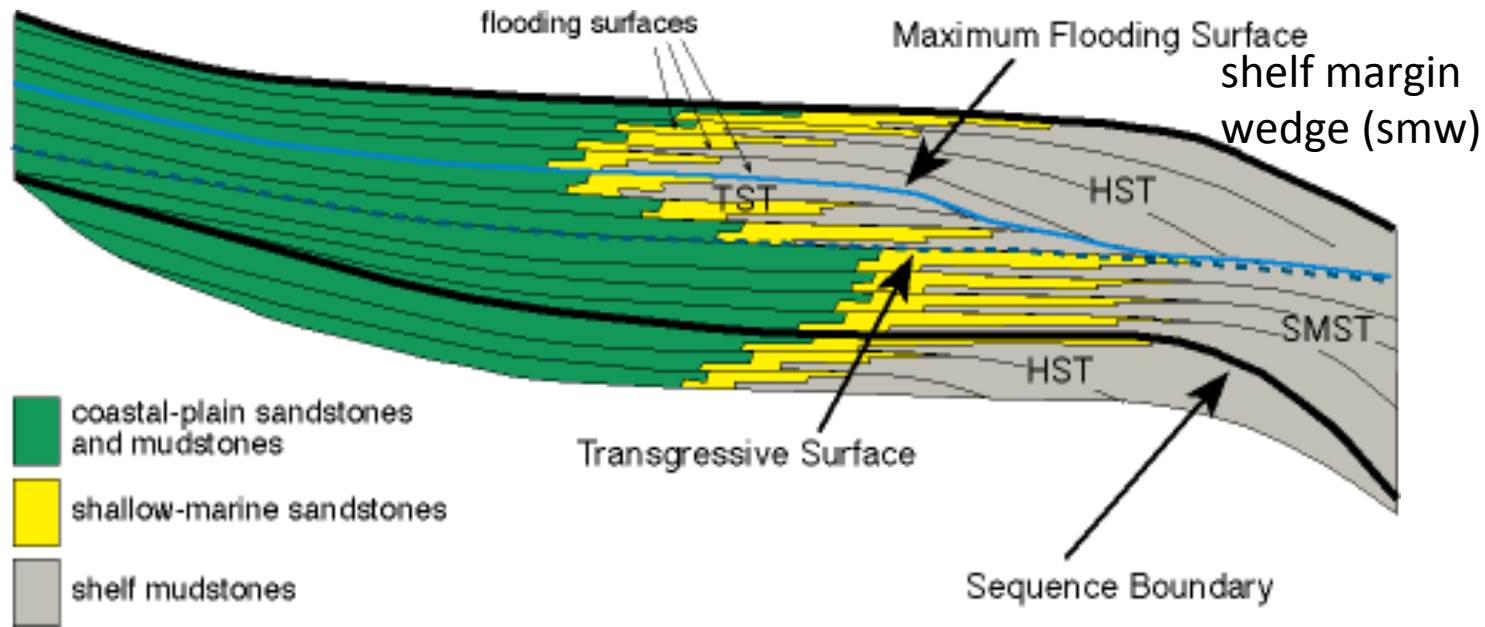 flooding surfaces
Maximum Flooding Surface
shelf margin
wedge (smw)
TST
HST
SMST
HST
Transgressive Surface
Sequence Boundary
coastal-plain sandstones
and mudstones
shallow-marine sandstones
shelf mudstones